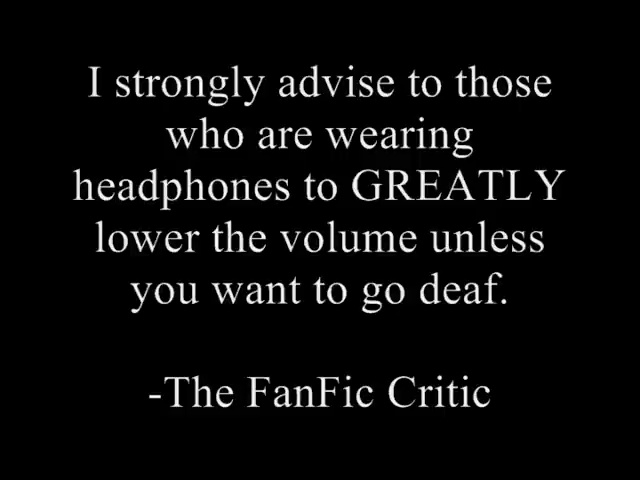 I strongly advise to those
who are wearing
headphones to GREATLY
lower the volume unless
you want to go deaf.
-The FanFic Critic